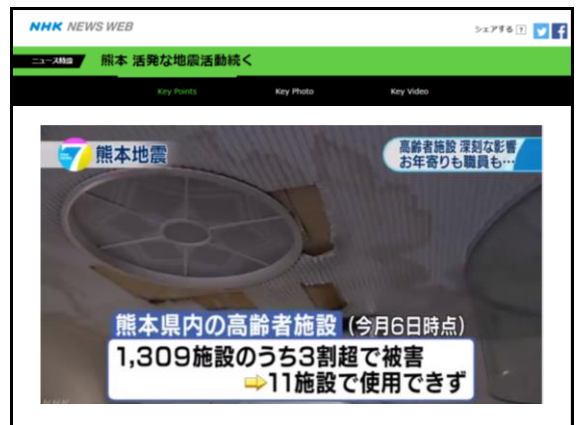 NHK NEWS WEB
シェアする ?
ニュース特設 熊本 活発な地震活動続く
Key Points Key Photo Key Video
7 熊本地震
高齢者施設 深刻な影響
お年寄りも職員も…
熊本県内の高齢者施設 (今月6日時点)
1,309施設のうち3割超で被害
⇨11施設で使用できず
NHK